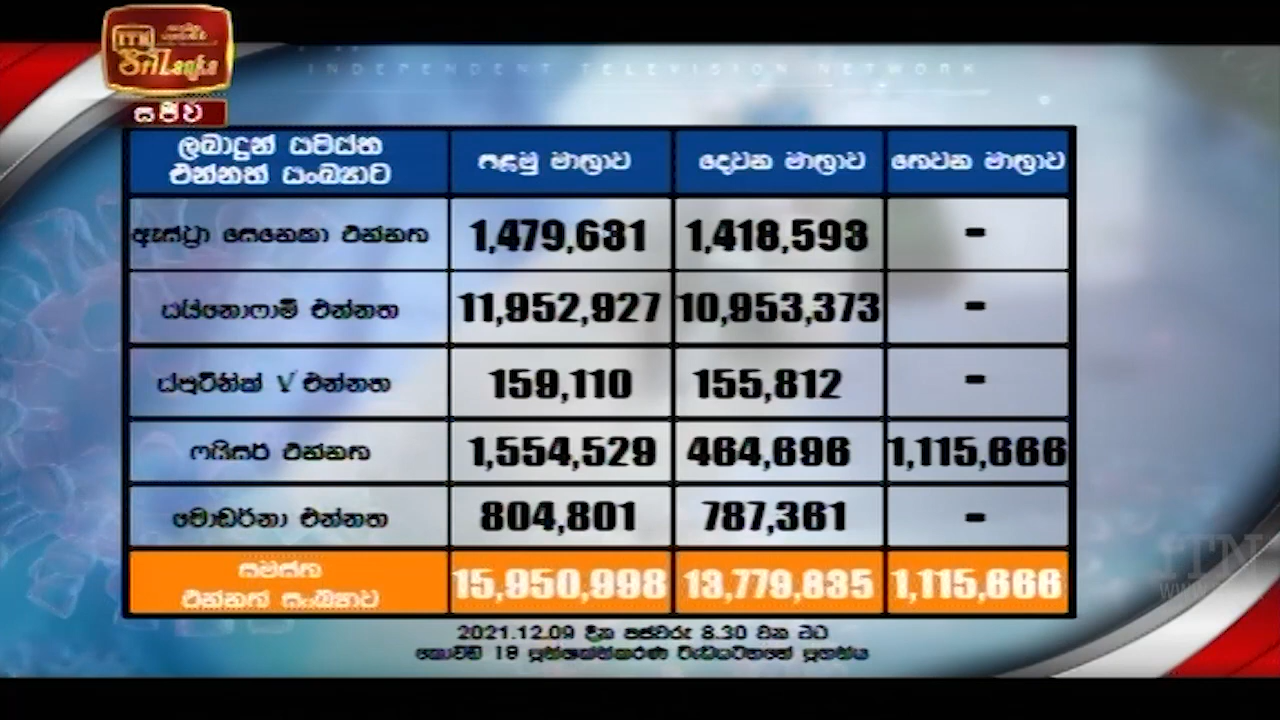 ITN
Sri Lanka
සජීව
INDEPENDENT TELEVISION NETWORK
ලබාදුන් සමස්ත
එන්නත් සංඛ්‍යාව
පළමු මාත්‍රාව
දෙවන මාත්‍රාව
තෙවන මාත්‍රාව
ඇස්ට්‍රා සෙනෙකා එන්නත 1,479,631 1,418,593 -
සයිනොෆාම් එන්නත 11,952,927 10,953,373 -
ස්පුට්නික් V එන්නත 159,110 155,812 -
ෆයිසර් එන්නත 1,554,529 464,696 1,115,666
මොඩර්නා එන්නත 804,801 787,361 -
සමස්ත
එන්නත් සංඛ්‍යාව
15,950,998 13,779,835 1,115,666
2021.12.09 දින පස්වරු 8.30 වන විට
කොවිඩ් 19 ප්‍රතිශක්තිකරණ වැඩසටහනේ ප්‍රගතිය
ITN